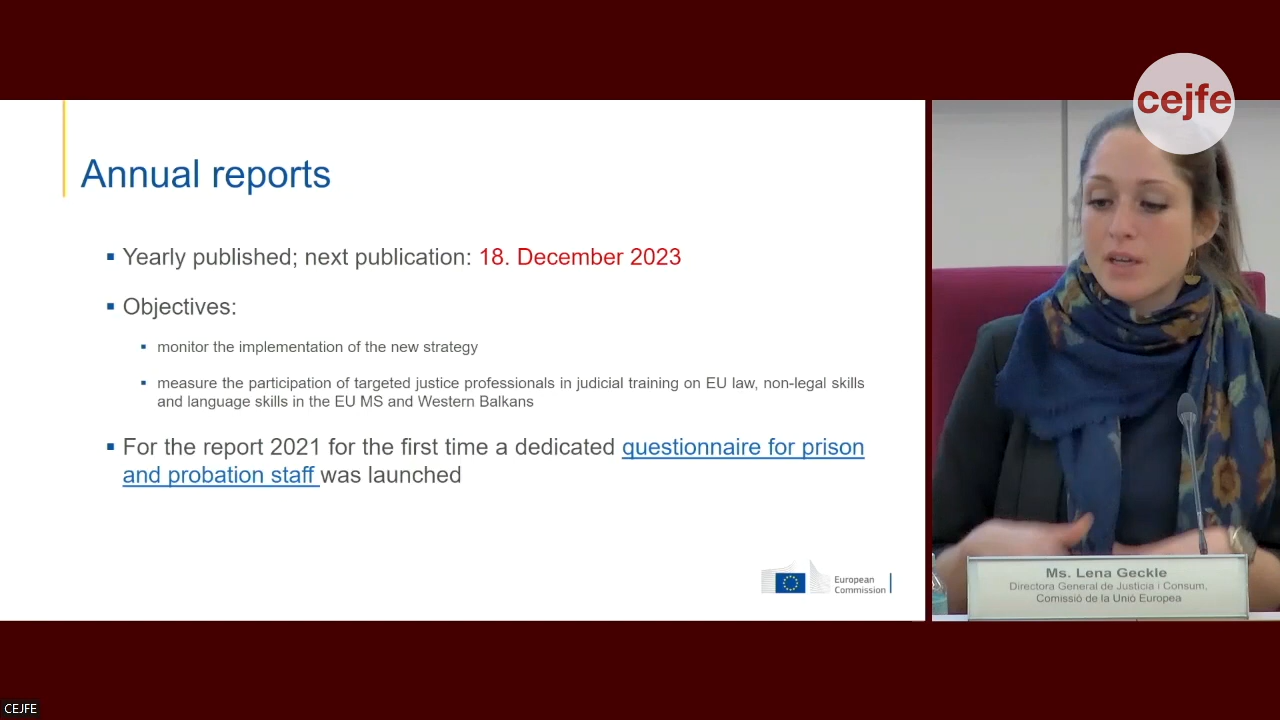 cejfe
Annual reports
▪ Yearly published; next publication: 18. December 2023
▪ Objectives:
▪ monitor the implementation of the new strategy
▪ measure the participation of targeted justice professionals in judicial training on EU law, non-legal skills
and language skills in the EU MS and Western Balkans
▪ For the report 2021 for the first time a dedicated questionnaire for prison
and probation staff was launched
European
Commission
Ms. Lena Geckle
Directora General de Justicia i Consum,
Comissió de la Unió Europea
CEJFE